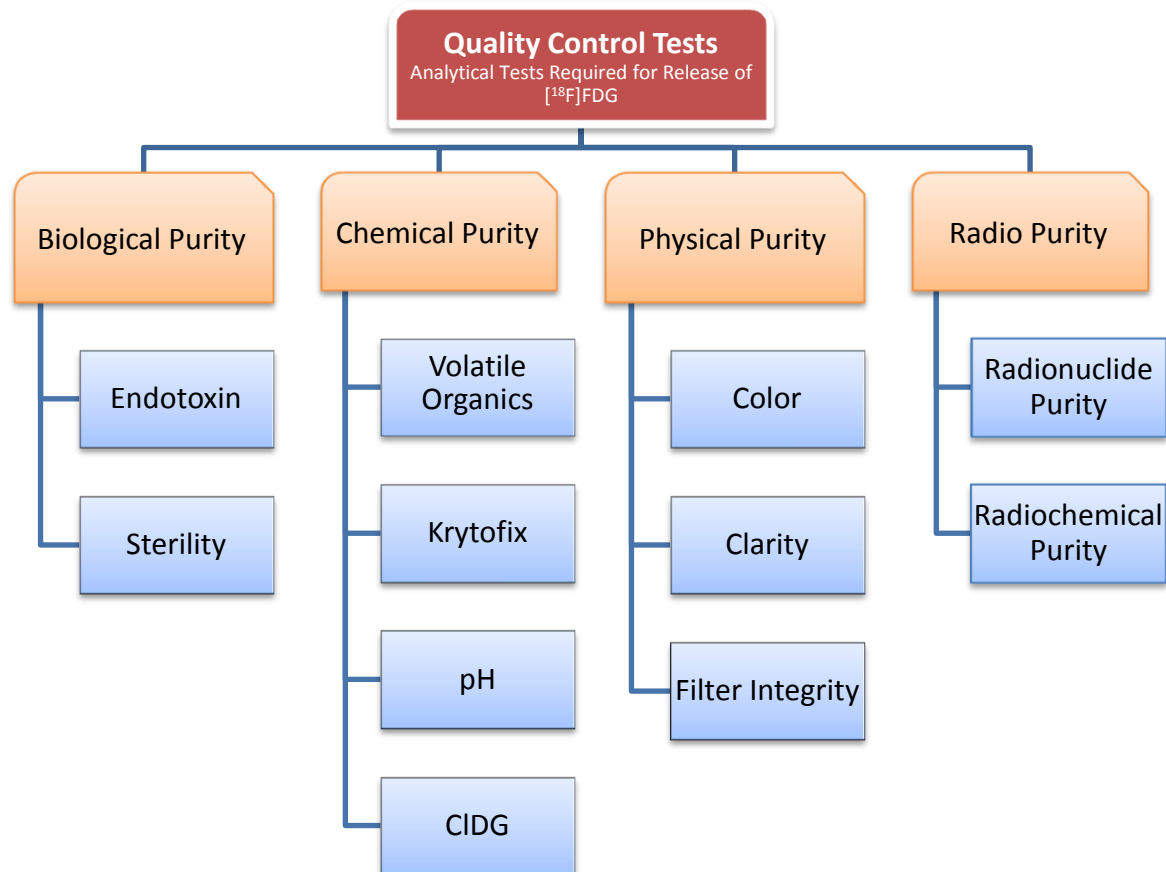 Quality Control Tests
Analytical Tests Required for Release of
[¹⁸F]FDG
Biological Purity
Chemical Purity
Physical Purity
Radio Purity
Endotoxin
Sterility
Volatile
Organics
Krytofix
pH
ClDG
Color
Clarity
Filter Integrity
Radionuclide
Purity
Radiochemical
Purity